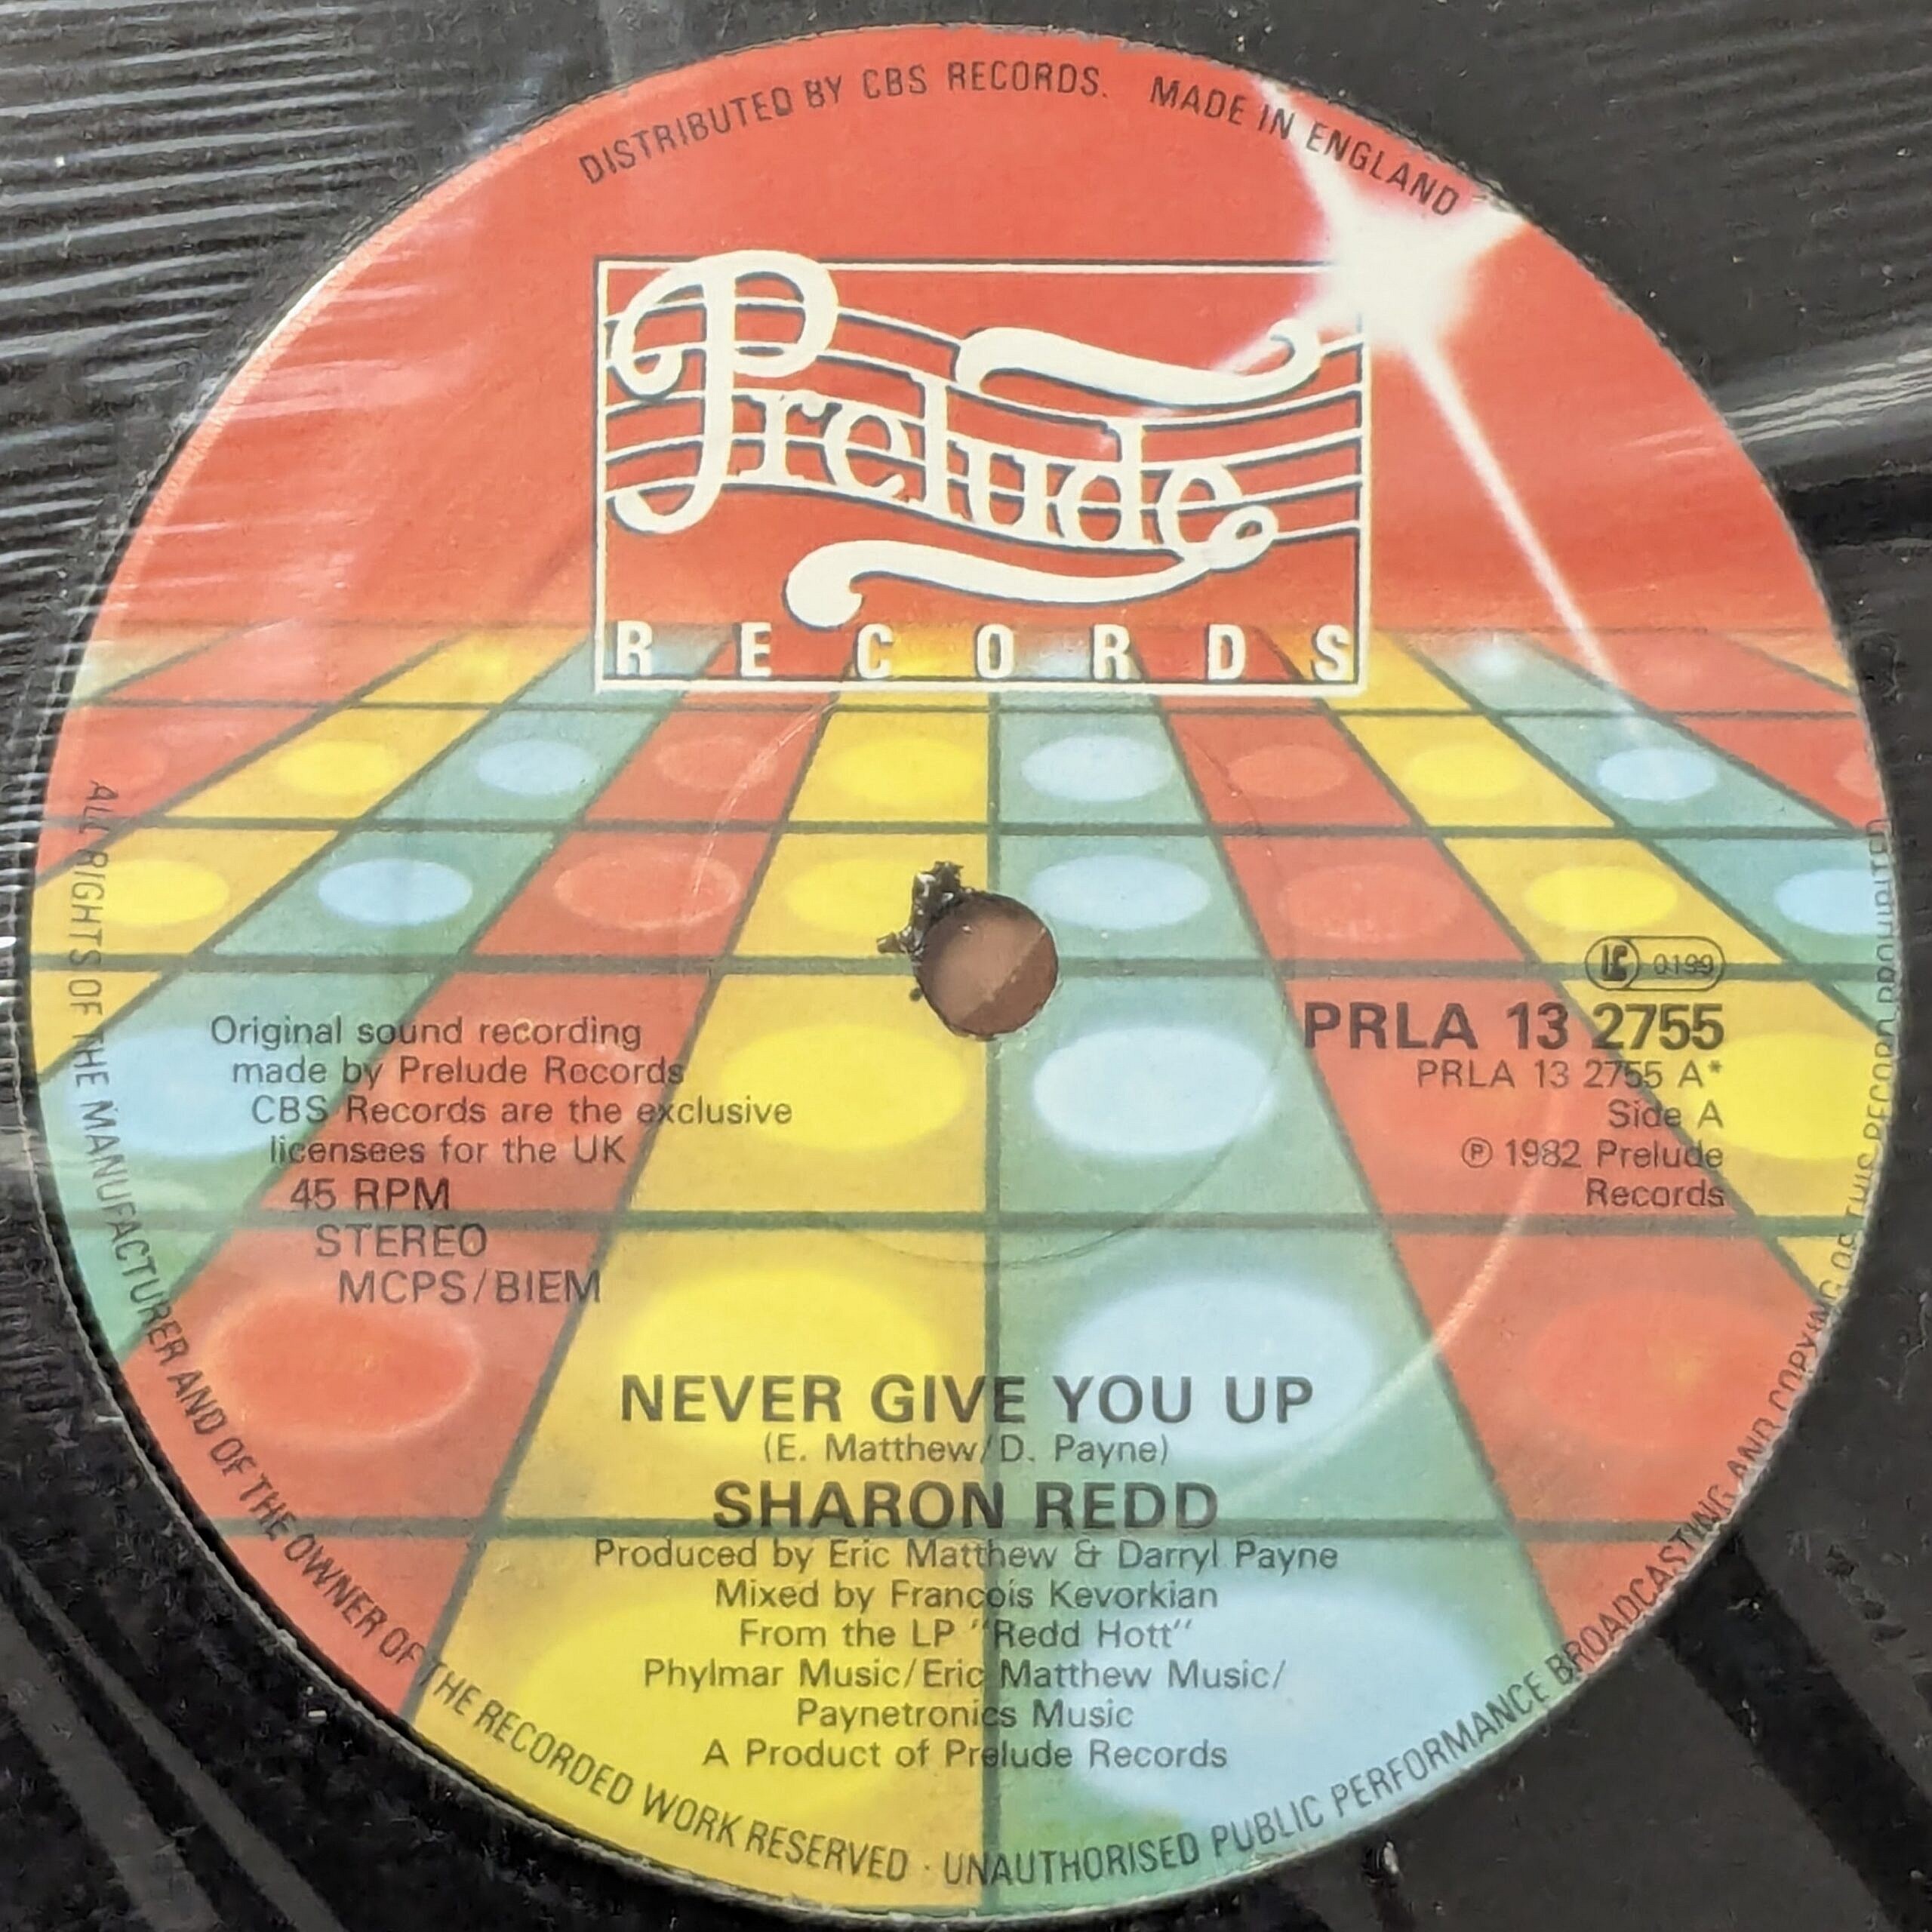 DISTRIBUTED BY CBS RECORDS. MADE IN ENGLAND
Prelude
RECORDS
LC 0199
Original sound recording
made by Prelude Records
CBS Records are the exclusive
licensees for the UK
45 RPM
STEREO
MCPS/BIEM
PRLA 13 2755
PRLA 13 2755 A*
Side A
℗ 1982 Prelude
Records
NEVER GIVE YOU UP
(E. Matthew/D. Payne)
SHARON REDD
Produced by Eric Matthew & Darryl Payne
Mixed by François Kevorkian
From the LP "Redd Hott"
Phylmar Music/Eric Matthew Music/
Paynetronics Music
A Product of Prelude Records
ALL RIGHTS OF THE MANUFACTURER AND OF THE OWNER OF THE RECORDED WORK RESERVED · UNAUTHORISED PUBLIC PERFORMANCE BROADCASTING AND COPYING OF THIS RECORD PROHIBITED